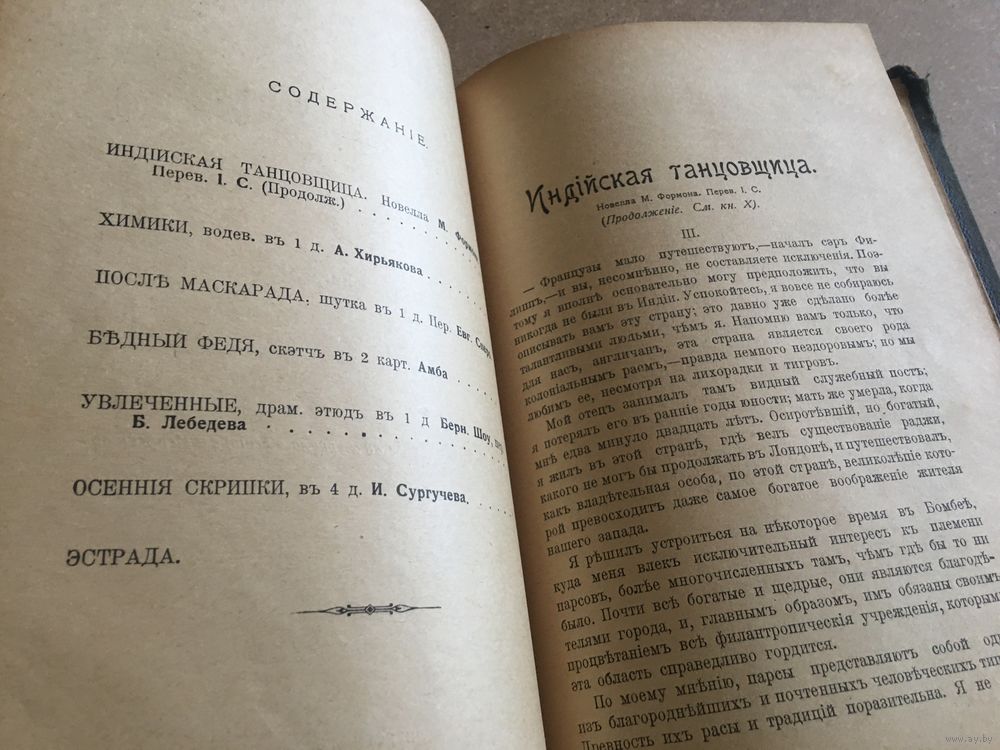 СОДЕРЖАНІЕ.
ИНДІЙСКАЯ ТАНЦОВЩИЦА. Новелла М. Формона
Перев. І. С. (Продолж.) . . . . . . . .
ХИМИКИ, водев. въ 1 д. А. Хирьякова . . . .
ПОСЛѢ МАСКАРАДА, шутка въ 1 д. Пер. Евг.
БѢДНЫЙ ФЕДЯ, скэтчъ въ 2 карт. Амба . . . .
УВЛЕЧЕННЫЕ, драм. этюдъ въ 1 д Берн. Шоу, пер.
Б. Лебедева . . . . . . . . . . . .
ОСЕННІЯ СКРИПКИ, въ 4 д. И. Сургучева. . . .
ЭСТРАДА.
Индійская танцовщица.
Новелла М. Формона. Перев. І. С.
(Продолженіе. См. кн. X).
III.
— Французы мало путешествуютъ,—началъ сэръ Фи-
липпъ,—и вы, несомнѣнно, не составляете исключенія. Поэ-
тому я вполнѣ основательно могу предположить, что вы
никогда не были въ Индіи. Успокойтесь, я вовсе не собираюсь
описывать вамъ эту страну; это давно уже сдѣлано болѣе
талантливыми людьми, чѣмъ я. Напомню вамъ только, что
для насъ, англичанъ, эта страна является своего рода
колоніальнымъ раемъ,—правда немного нездоровымъ; но мы
любимъ ее, несмотря на лихорадки и тигровъ.
Мой отецъ занималъ тамъ видный служебный постъ;
я потерялъ его въ ранніе годы юности; мать же умерла, когда
мнѣ едва минуло двадцать лѣтъ. Осиротѣвшій, но богатый,
я жилъ въ этой странѣ, гдѣ велъ существованіе раджи,
какого не могъ бы продолжать въ Лондонѣ, и путешествовалъ,
какъ владѣтельная особа, по этой странѣ, великолѣпіе кото-
рой превосходитъ даже самое богатое воображеніе жителя
вашего запада.
Я рѣшилъ устроиться на нѣкоторое время въ Бомбеѣ,
куда меня влекъ исключительный интересъ къ племени
парсовъ, болѣе многочисленныхъ тамъ, чѣмъ гдѣ бы то ни
было. Почти всѣ богатые и щедрые, они являются благодѣ-
телями города, и, главнымъ образомъ, имъ обязаны своимъ
процвѣтаніемъ всѣ филантропическія учрежденія, которыми
эта область справедливо гордится.
По моему мнѣнію, парсы представляютъ собой
изъ благороднѣйшихъ и почтенныхъ человѣческихъ
Древность ихъ расы и традицій поразительна. Я не
www.ay.by